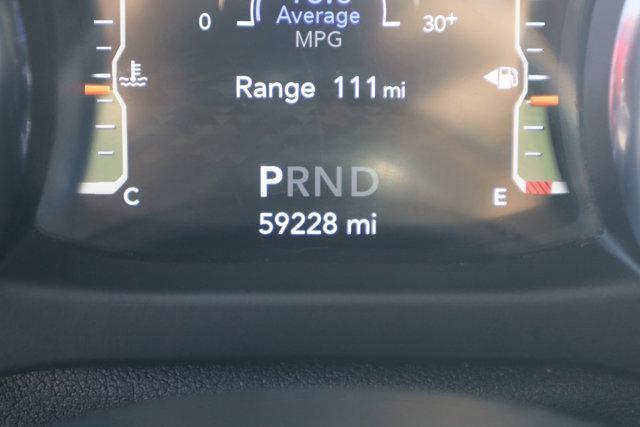 Average
0 30+
MPG
Range 111 mi
PRND
C E
59228 mi